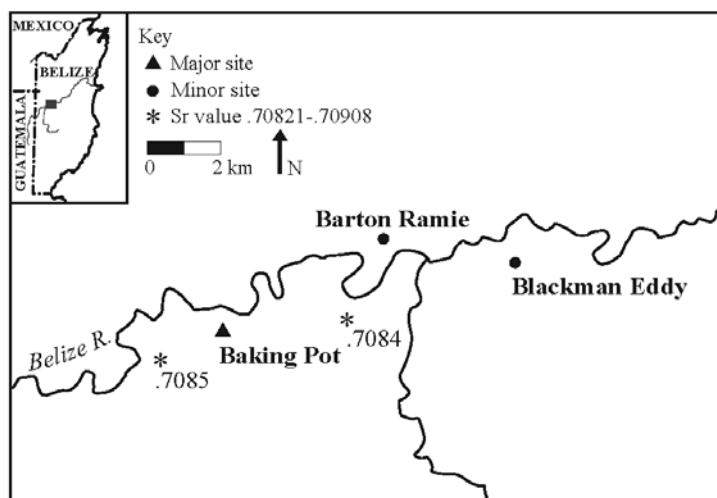 MEXICO
BELIZE
GUATEMALA
Key
Major site
Minor site
* Sr value .70821-.70908
0 2 km
N
Barton Ramie
Blackman Eddy
* .7084
Baking Pot
Belize R.
* .7085